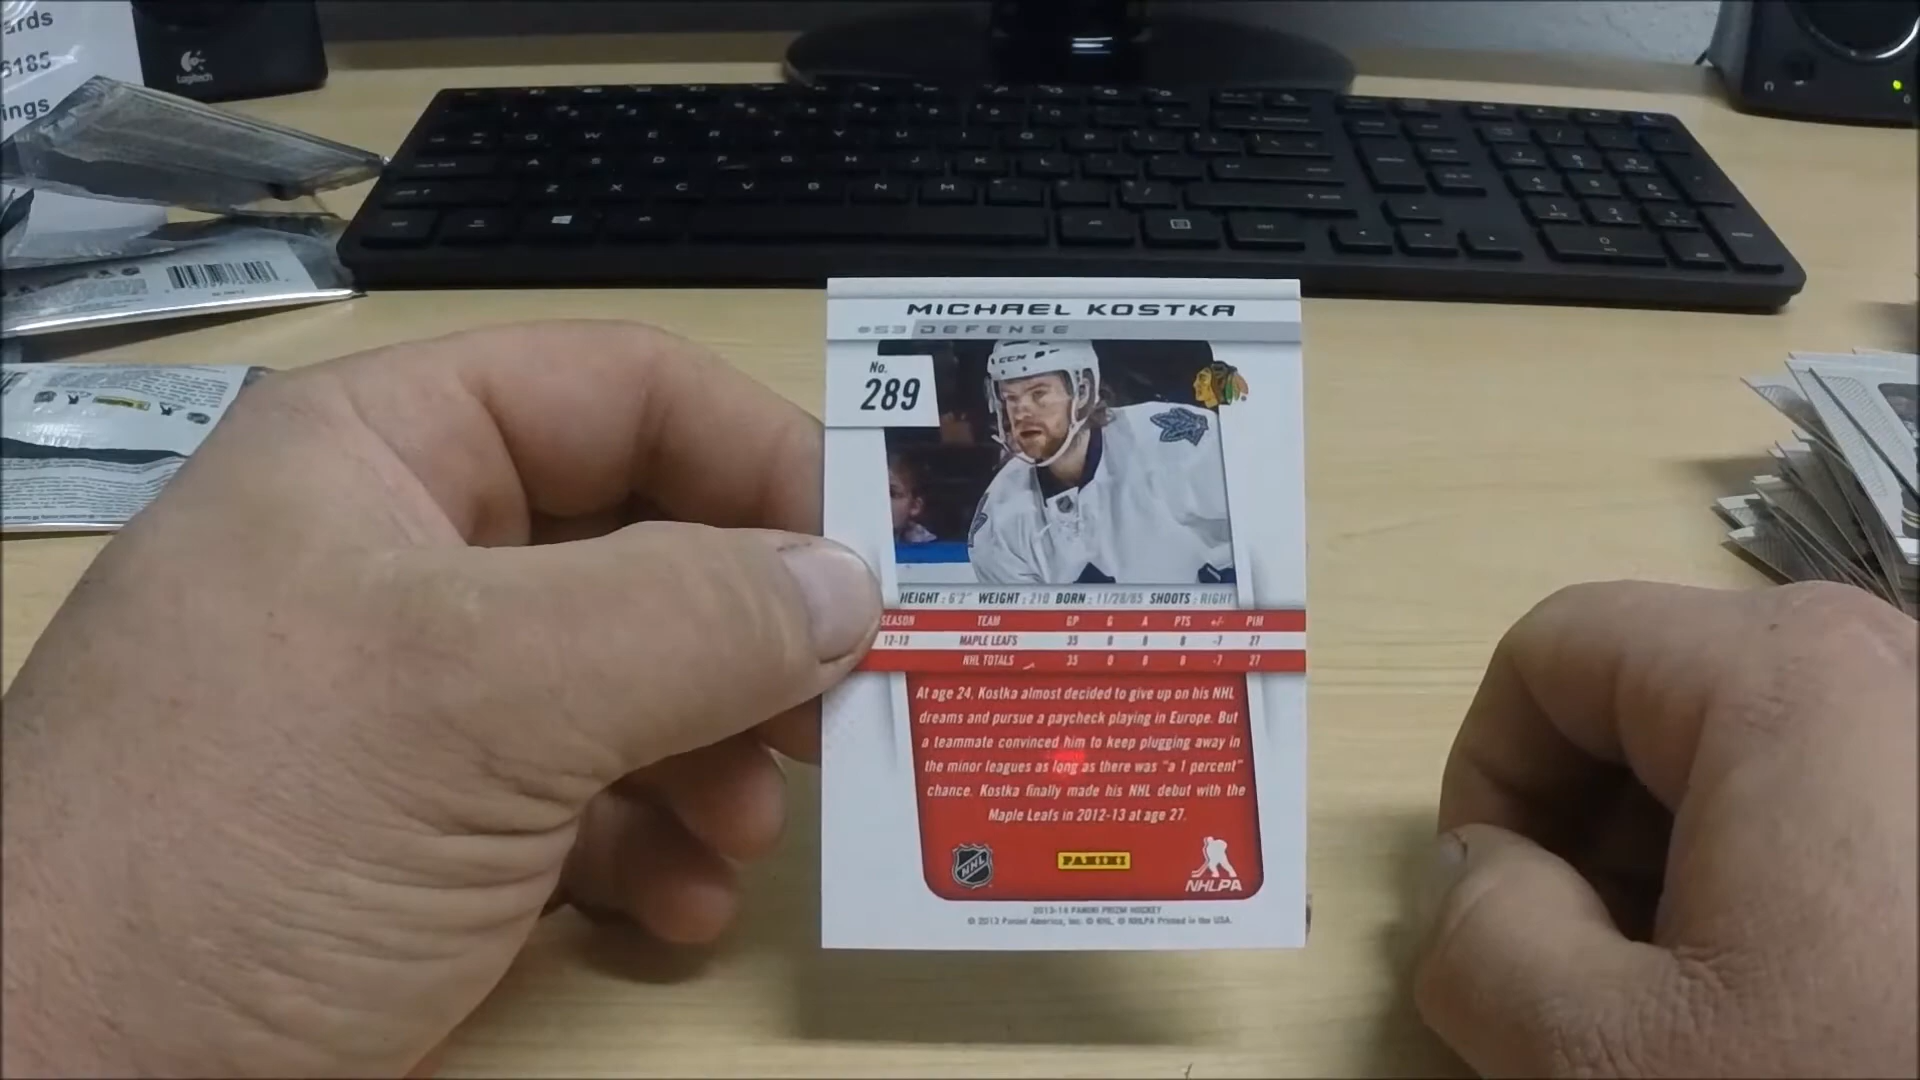 ards
6185
ings
Logitech
Q W E R T Y U I O P
A S D F G H J K L
Z X C V B N M
MICHAEL KOSTKA
#53 DEFENSE
No.
289
CCM
HEIGHT : 6'2" WEIGHT : 210 BORN : 11/28/85 SHOOTS : RIGHT
SEASON TEAM GP G A PTS +/- PIM
12-13 MAPLE LEAFS 35 0 8 8 -7 27
NHL TOTALS 35 0 8 8 -7 27
At age 24, Kostka almost decided to give up on his NHL
dreams and pursue a paycheck playing in Europe. But
a teammate convinced him to keep plugging away in
the minor leagues as long as there was "a 1 percent"
chance. Kostka finally made his NHL debut with the
Maple Leafs in 2012-13 at age 27.
NHL
PANINI
NHLPA
2013-14 PANINI PRIZM HOCKEY
© 2013 Panini America, Inc. © NHL, © NHLPA Printed in the USA.